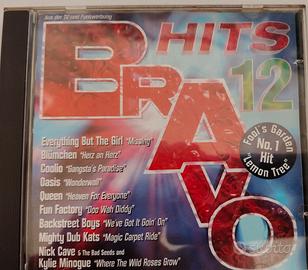 Aus der TV und Funkwerbung
BRAVO
HITS
12
Fool's Garden
No. 1
Hit
"Lemon Tree"
Everything But The Girl "Missing"
Blümchen "Herz an Herz"
Coolio "Gangsta's Paradise"
Oasis "Wonderwall"
Queen "Heaven For Everyone"
Fun Factory "Doo Wah Diddy"
Backstreet Boys "We've Got It Goin' On"
Mighty Dub Kats "Magic Carpet Ride"
Nick Cave & The Bad Seeds and
Kylie Minogue "Where The Wild Roses Grow"
subito